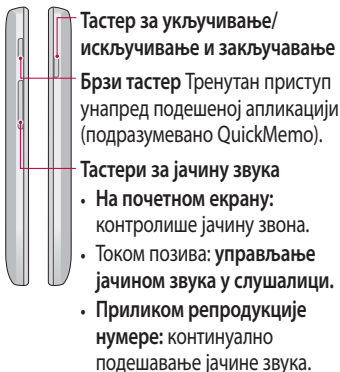 Тастер за укључивање/
искључивање и закључавање
Брзи тастер Тренутан приступ
унапред подешеној апликацији
(подразумевано QuickMemo).
Тастери за јачину звука
• На почетном екрану:
контролише јачину звона.
• Током позива: управљање
јачином звука у слушалици.
• Приликом репродукције
нумере: континуално
подешавање јачине звука.